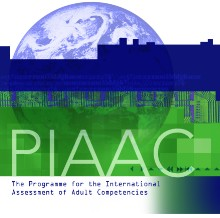 PIAAC
The Programme for the International
Assessment of Adult Competencies